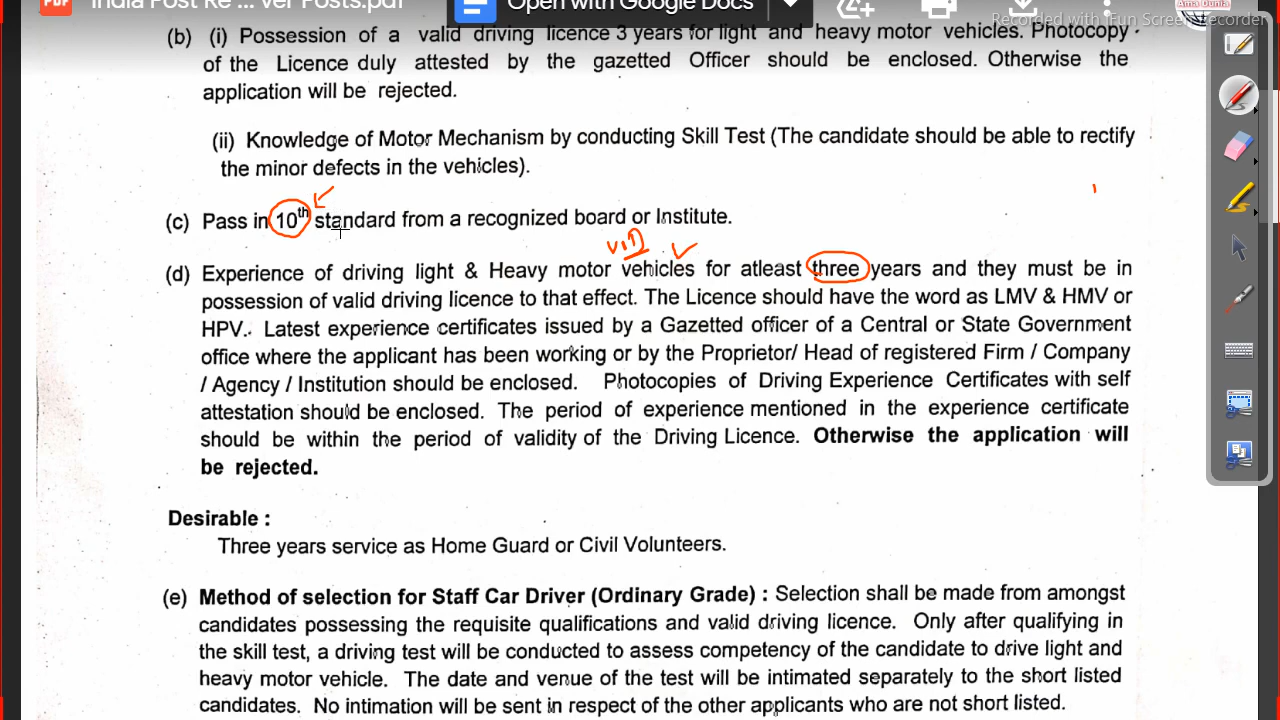 India Post Re ... ver Posts.pdf
Open with Google Docs
Recorded with iFun Screen Recorder
Ama Dunia
(b) (i) Possession of a valid driving licence 3 years for light and heavy motor vehicles. Photocopy
of the Licence duly attested by the gazetted Officer should be enclosed. Otherwise the
application will be rejected.
(ii) Knowledge of Motor Mechanism by conducting Skill Test (The candidate should be able to rectify
the minor defects in the vehicles).
(c) Pass in 10th standard from a recognized board or Institute.
(d) Experience of driving light & Heavy motor vehicles for atleast three years and they must be in
possession of valid driving licence to that effect. The Licence should have the word as LMV & HMV or
HPV.. Latest experience certificates issued by a Gazetted officer of a Central or State Government
office where the applicant has been working or by the Proprietor/ Head of registered Firm / Company
/ Agency / Institution should be enclosed. Photocopies of Driving Experience Certificates with self
attestation should be enclosed. The period of experience mentioned in the experience certificate
should be within the period of validity of the Driving Licence. Otherwise the application will
be rejected.
Desirable :
Three years service as Home Guard or Civil Volunteers.
(e) Method of selection for Staff Car Driver (Ordinary Grade) : Selection shall be made from amongst
candidates possessing the requisite qualifications and valid driving licence. Only after qualifying in
the skill test, a driving test will be conducted to assess competency of the candidate to drive light and
heavy motor vehicle. The date and venue of the test will be intimated separately to the short listed
candidates. No intimation will be sent in respect of the other applicants who are not short listed.